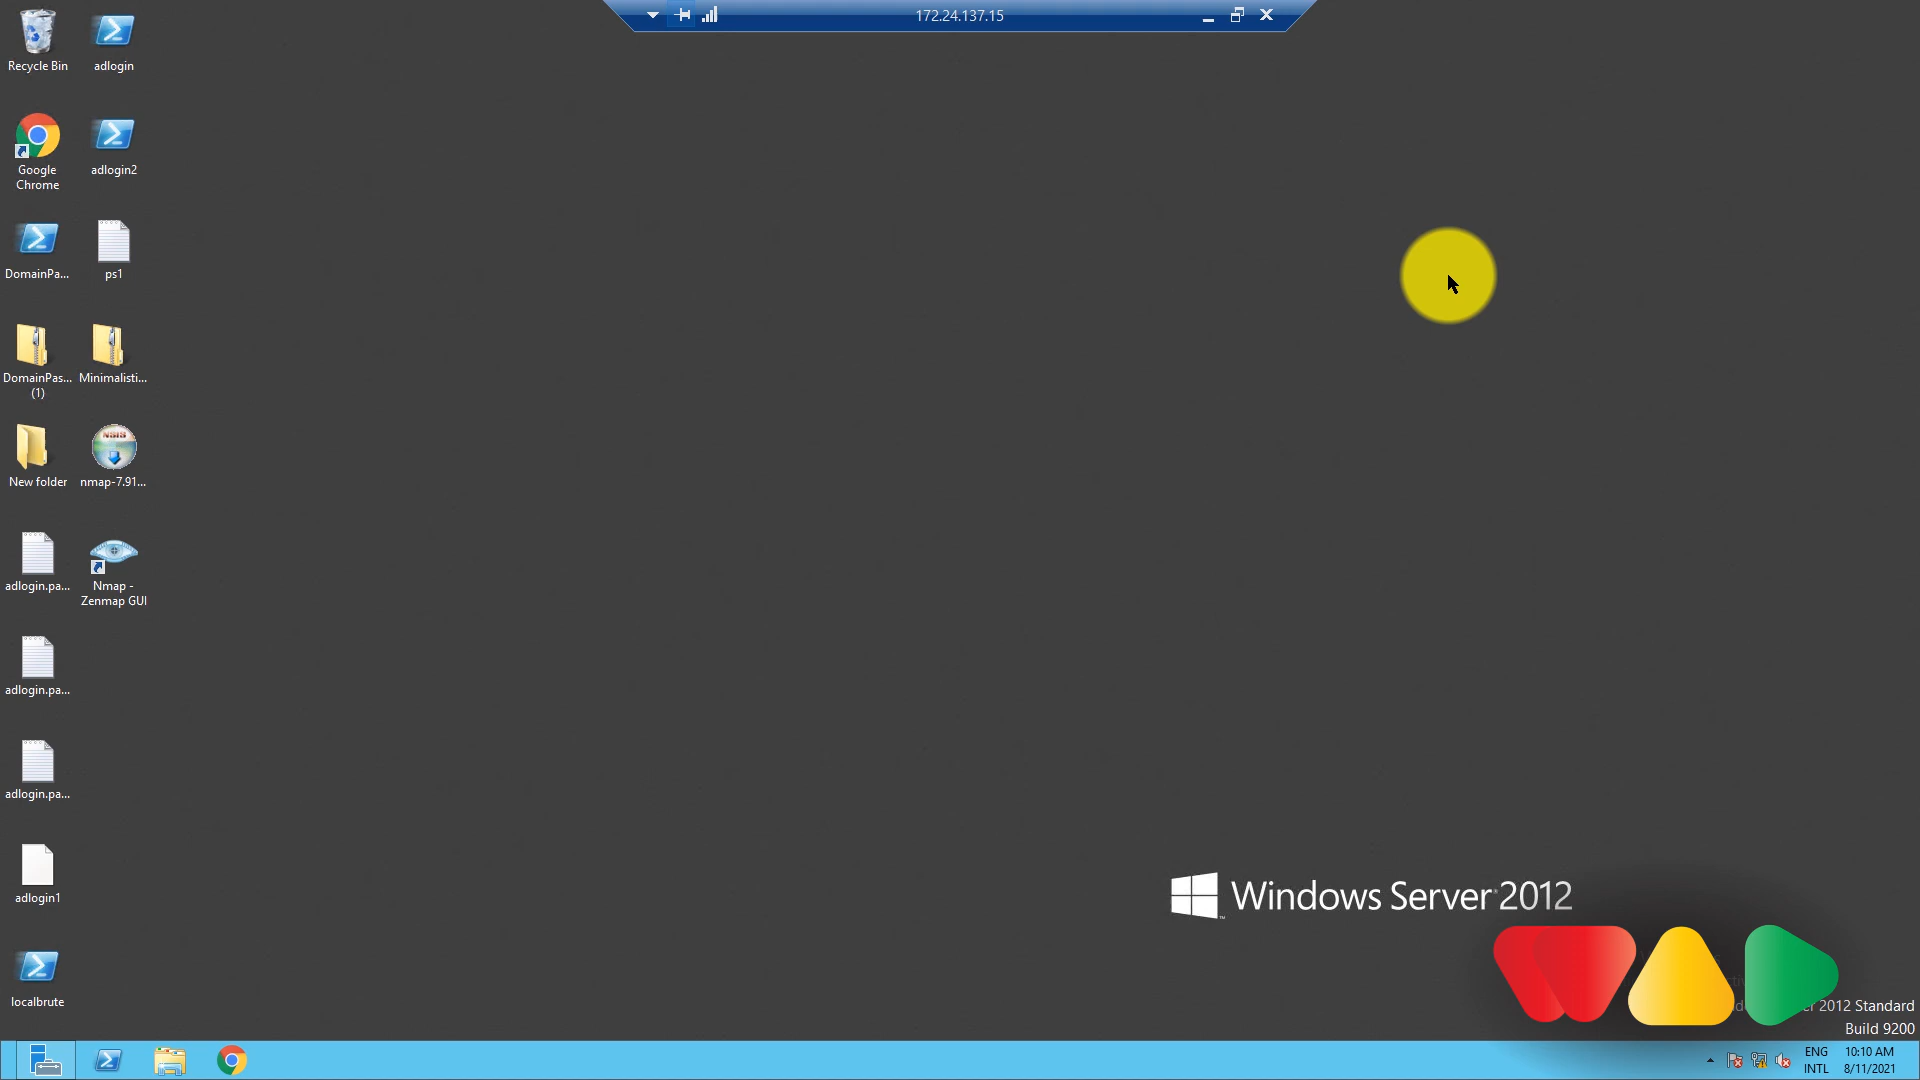 172.24.137.15
Recycle Bin
adlogin
Google
Chrome
adlogin2
DomainPa...
ps1
DomainPas...
(1)
Minimalisti...
New folder
NSIS
nmap-7.91...
adlogin.pa...
Nmap -
Zenmap GUI
adlogin.pa...
adlogin.pa...
adlogin1
localbrute
Windows Server 2012
2012 Standard
Build 9200
ENG
INTL
10:10 AM
8/11/2021